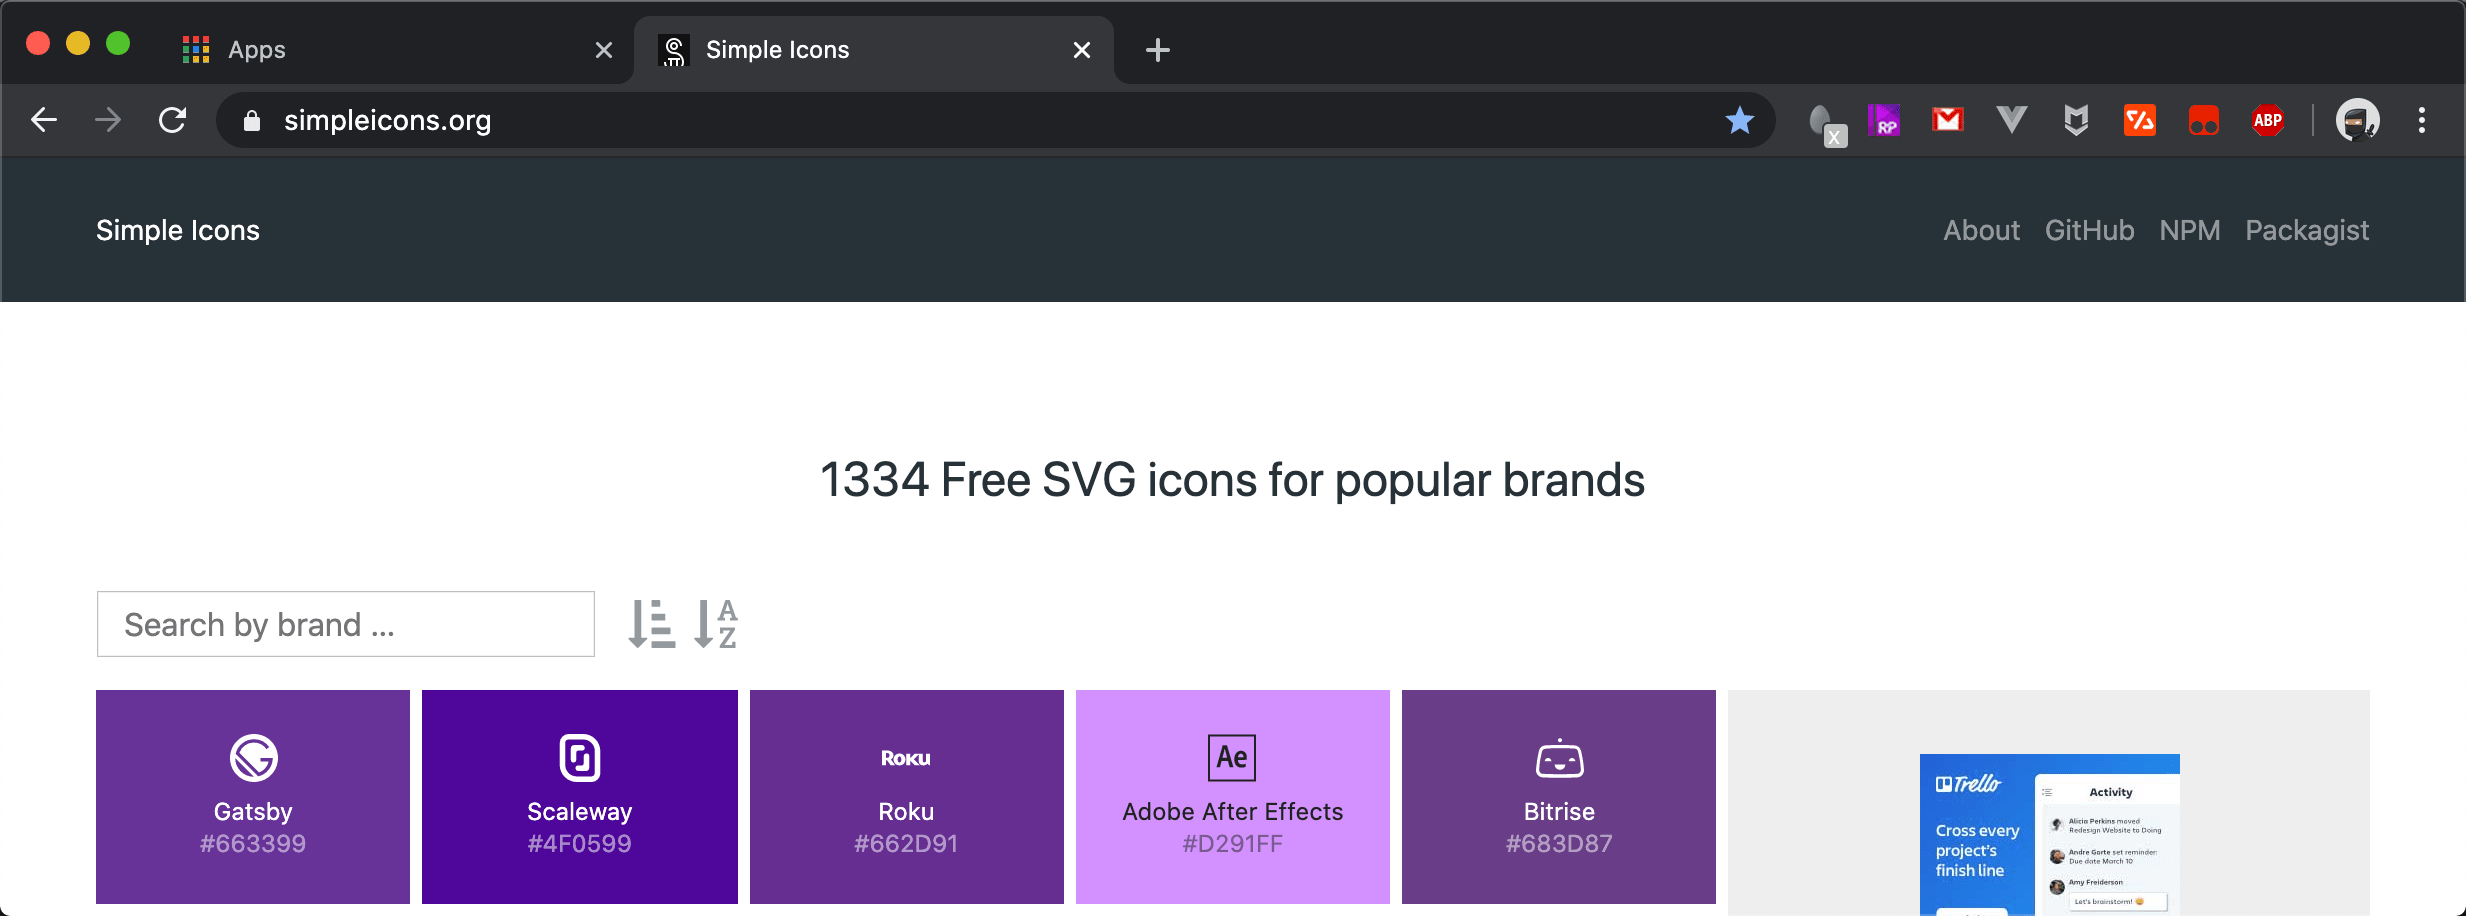 Apps
Simple Icons
simpleicons.org
X
RP
ABP
Simple Icons
About GitHub NPM Packagist
1334 Free SVG icons for popular brands
Search by brand ...
A
Z
Gatsby
#663399
Scaleway
#4F0599
Roku
Roku
#662D91
Ae
Adobe After Effects
#D291FF
Bitrise
#683D87
Trello
Cross every
project's
finish line
Activity
Alicia Perkins moved
Redesign Website to Doing
Andre Gorte set reminder:
Due date March 10
Amy Freiderson
Let's brainstorm!